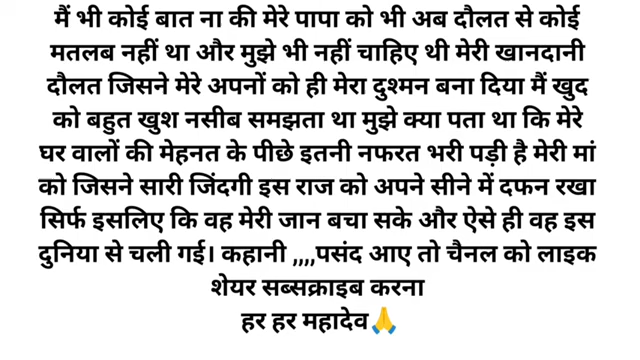 मैं भी कोई बात ना की मेरे पापा को भी अब दौलत से कोई
मतलब नहीं था और मुझे भी नहीं चाहिए थी मेरी खानदानी
दौलत जिसने मेरे अपनों को ही मेरा दुश्मन बना दिया मैं खुद
को बहुत खुश नसीब समझता था मुझे क्या पता था कि मेरे
घर वालों की मेहनत के पीछे इतनी नफरत भरी पड़ी है मेरी मां
को जिसने सारी जिंदगी इस राज को अपने सीने में दफन रखा
सिर्फ इसलिए कि वह मेरी जान बचा सके और ऐसे ही वह इस
दुनिया से चली गई। कहानी ,,,,पसंद आए तो चैनल को लाइक
शेयर सब्सक्राइब करना
हर हर महादेव🙏